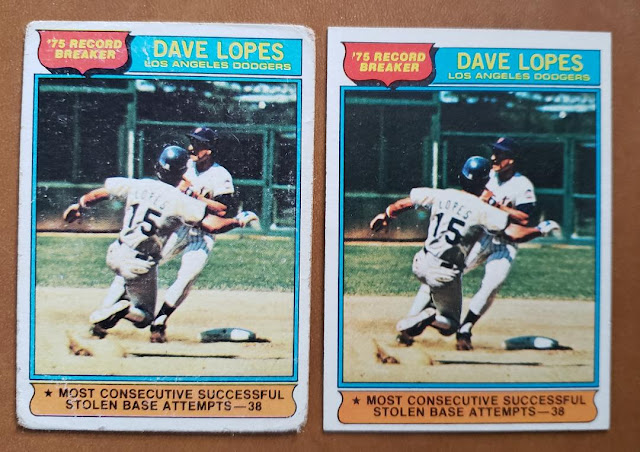 '75 RECORD
BREAKER
DAVE LOPES
LOS ANGELES DODGERS
LOPES
15
★ MOST CONSECUTIVE SUCCESSFUL
STOLEN BASE ATTEMPTS—38
'75 RECORD
BREAKER
DAVE LOPES
LOS ANGELES DODGERS
LOPES
15
★ MOST CONSECUTIVE SUCCESSFUL
STOLEN BASE ATTEMPTS—38